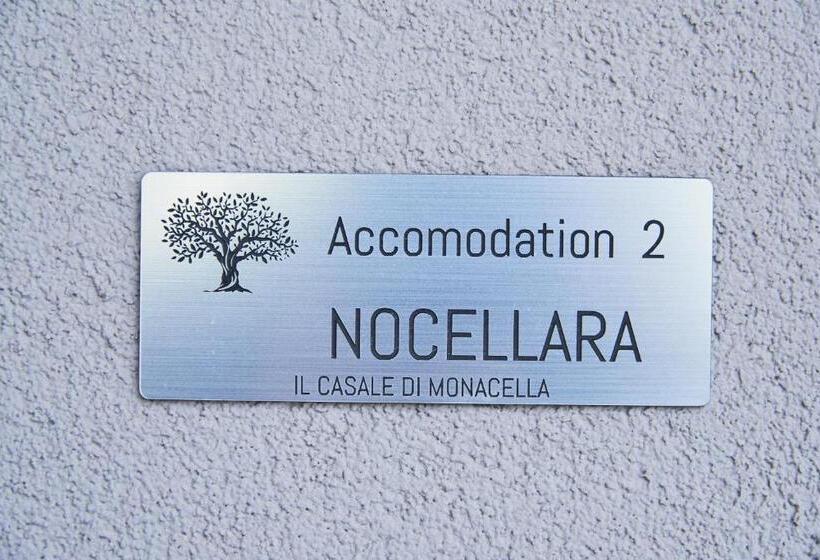 Accomodation 2
NOCELLARA
IL CASALE DI MONACELLA